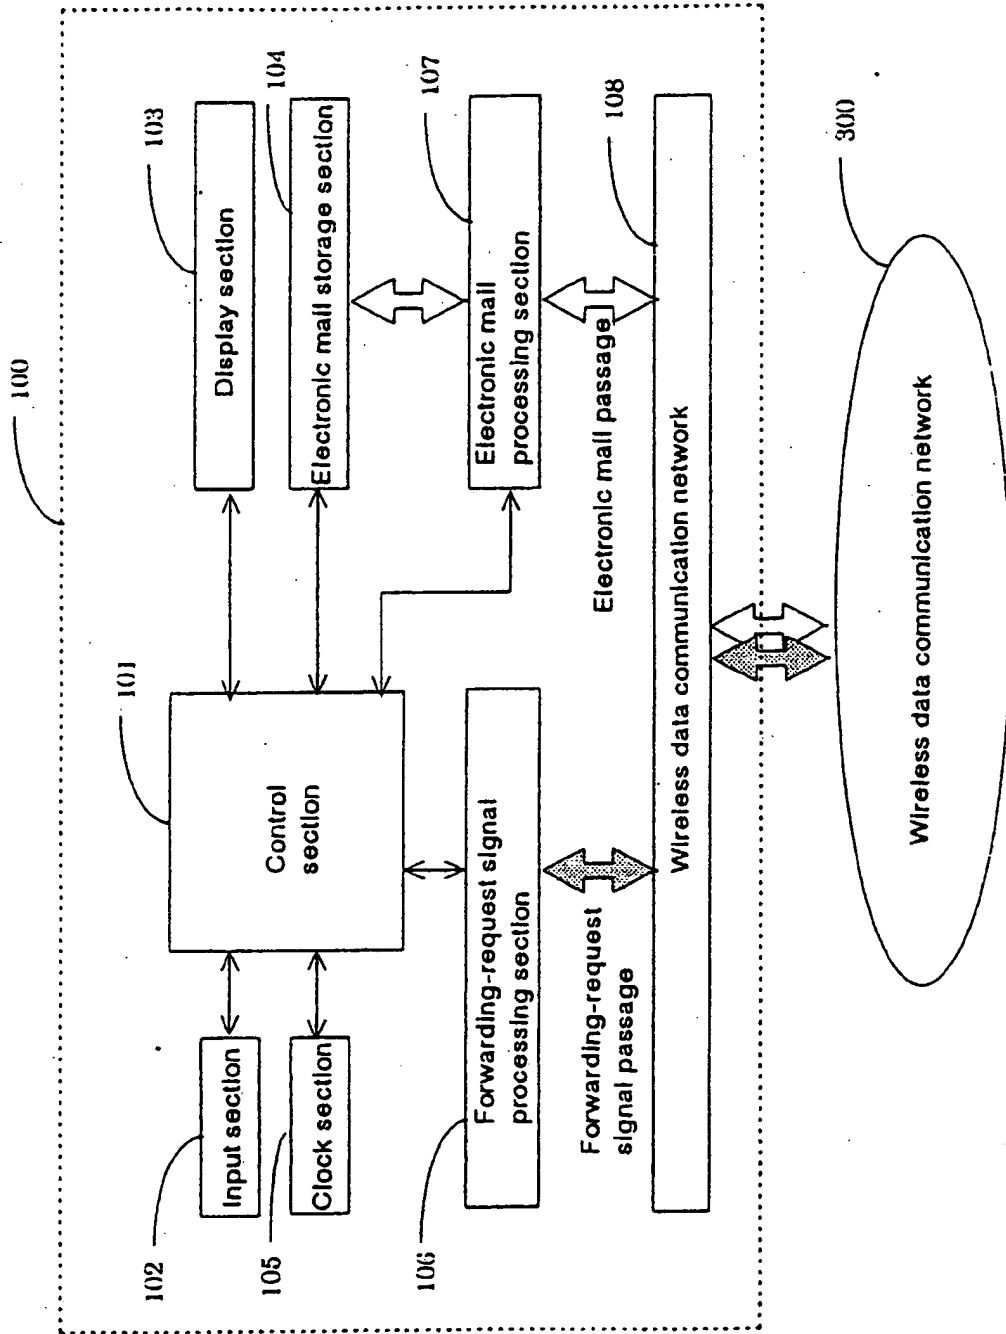 100
101
103
Control
section
Display section
104
Electronic mail storage section
102
Input section
105
Clock section
107
Electronic mail
processing section
106
Forwarding-request signal
processing section
Forwarding-request
signal passage
Electronic mail passage
108
Wireless data communication network
300
Wireless data communication network